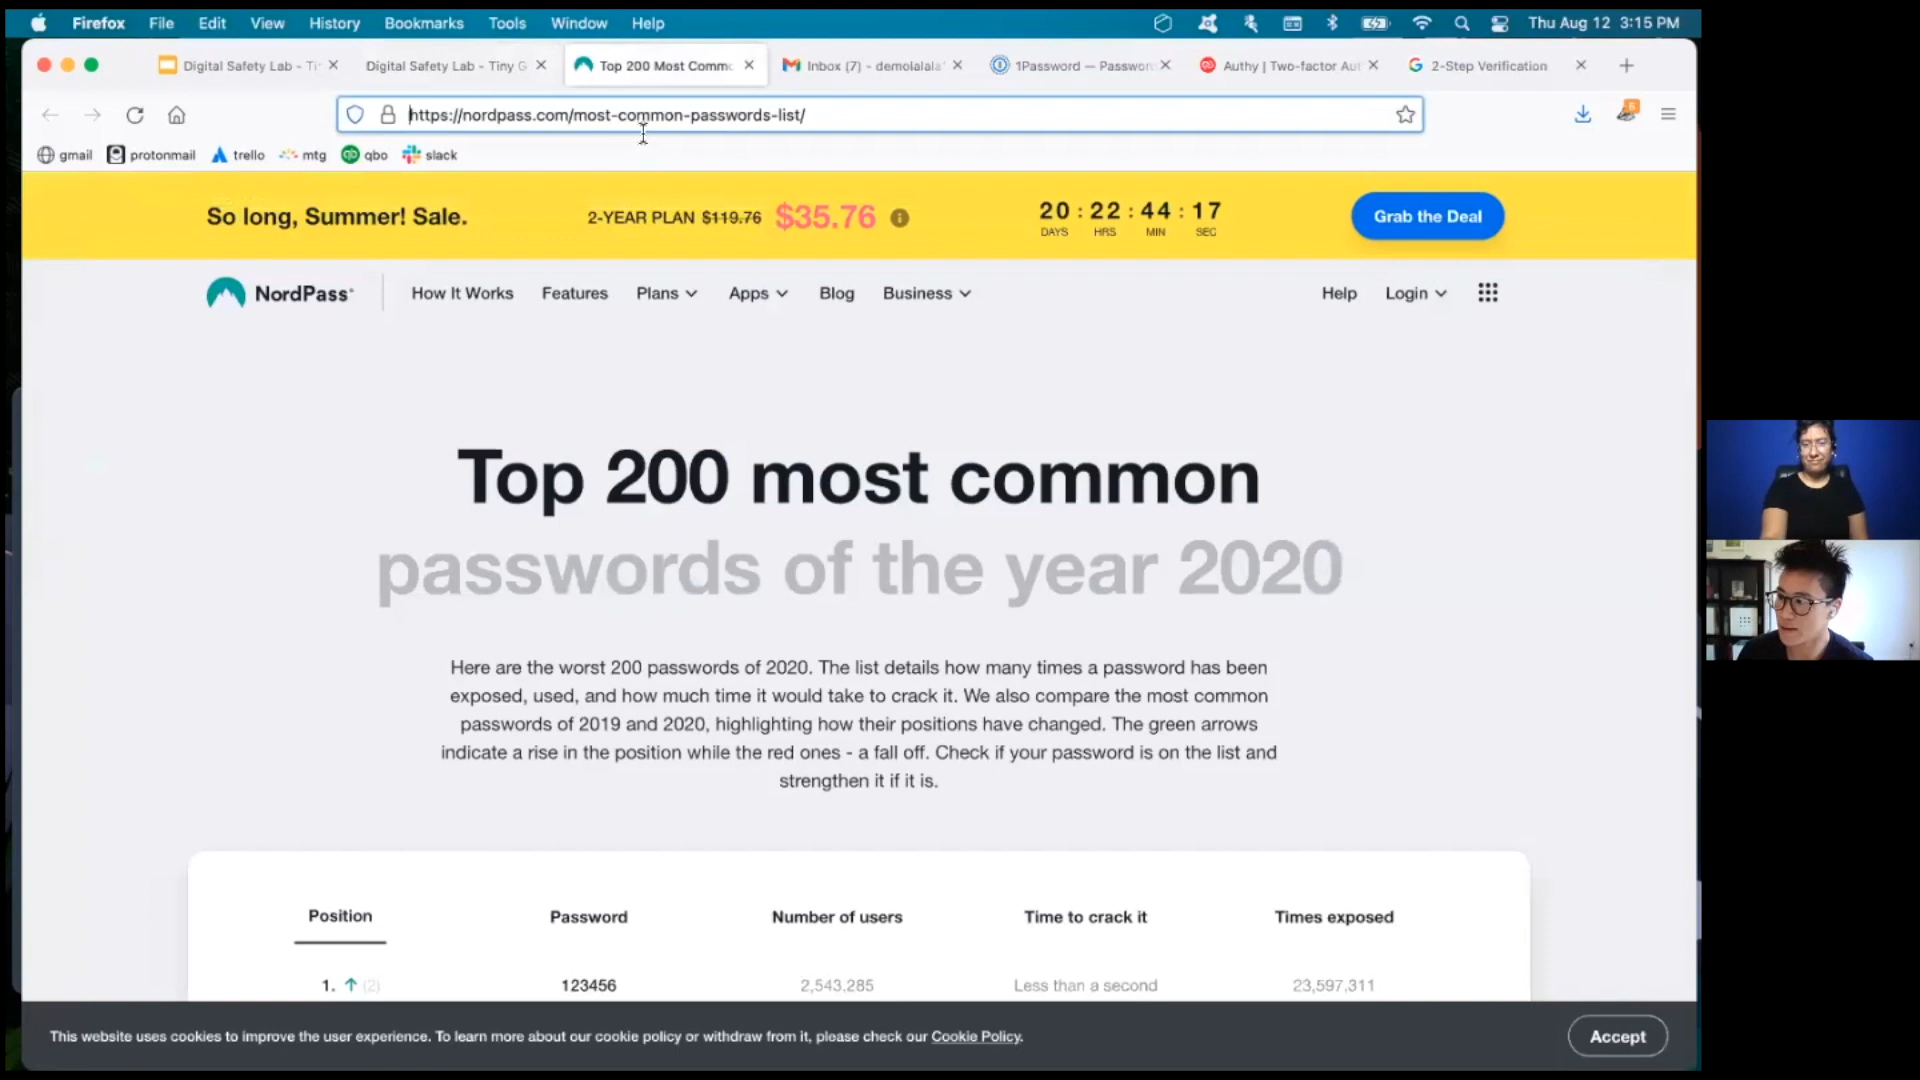 Firefox File Edit View History Bookmarks Tools Window Help Thu Aug 12 3:15 PM
Digital Safety Lab - Ti Digital Safety Lab - Tiny G Top 200 Most Commo Inbox (7) - demolalala 1Password — Passwor Authy | Two-factor Aut 2-Step Verification
https://nordpass.com/most-common-passwords-list/
gmail protonmail trello mtg qbo slack
So long, Summer! Sale. 2-YEAR PLAN $119.76 $35.76 20 : 22 : 44 : 17 Grab the Deal
DAYS HRS MIN SEC
NordPass How It Works Features Plans Apps Blog Business Help Login
Top 200 most common
passwords of the year 2020
Here are the worst 200 passwords of 2020. The list details how many times a password has been
exposed, used, and how much time it would take to crack it. We also compare the most common
passwords of 2019 and 2020, highlighting how their positions have changed. The green arrows
indicate a rise in the position while the red ones - a fall off. Check if your password is on the list and
strengthen it if it is.
Position Password Number of users Time to crack it Times exposed
1. ↑ (2) 123456 2,543,285 Less than a second 23,597,311
This website uses cookies to improve the user experience. To learn more about our cookie policy or withdraw from it, please check our Cookie Policy. Accept